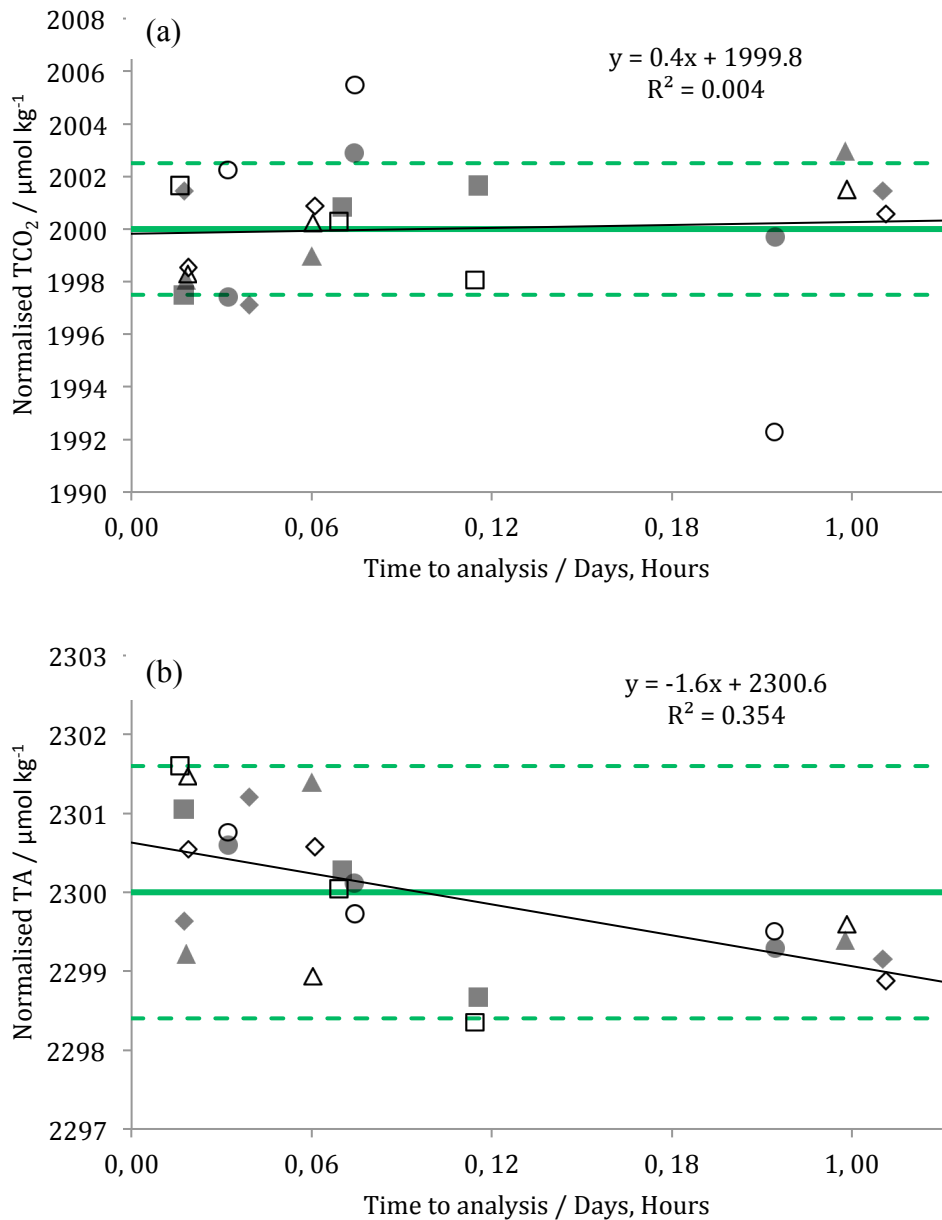 (a)
y = 0.4x + 1999.8
R² = 0.004
Normalised TCO₂ / μmol kg⁻¹
2008
2006
2004
2002
2000
1998
1996
1994
1992
1990
0, 00 0, 06 0, 12 0, 18 1, 00
Time to analysis / Days, Hours
(b)
y = -1.6x + 2300.6
R² = 0.354
Normalised TA / μmol kg⁻¹
2303
2302
2301
2300
2299
2298
2297
0, 00 0, 06 0, 12 0, 18 1, 00
Time to analysis / Days, Hours